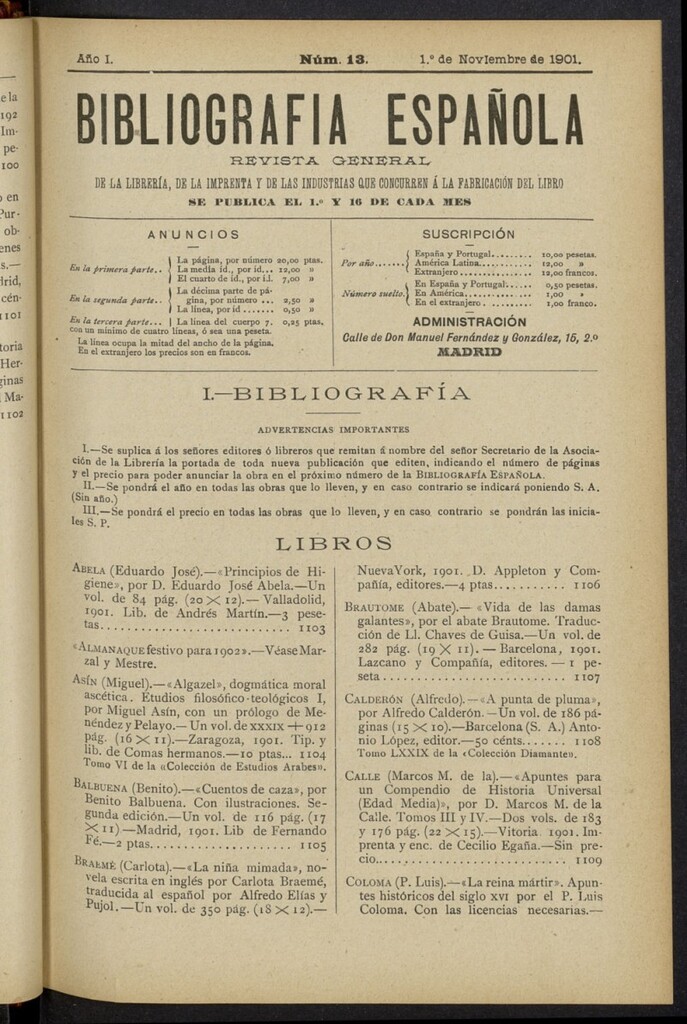 Año I.
Núm. 13.
1.º de Noviembre de 1901.
BIBLIOGRAFIA ESPAÑOLA
REVISTA GENERAL
DE LA LIBRERÍA, DE LA IMPRENTA Y DE LAS INDUSTRIAS QUE CONCURREN Á LA FABRICACIÓN DEL LIBRO
SE PUBLICA EL 1.º Y 16 DE CADA MES
ANUNCIOS
En la primera parte..
La página, por número 20,00 ptas.
La media íd., por íd... 12,00 »
El cuarto de íd., por íd. 7,00 »
En la segunda parte..
La décima parte de pá-
gina, por número ... 2,50 »
La línea, por íd ....... 0,50 »
En la tercera parte... La línea del cuerpo 7. 0,25 ptas.
con un mínimo de cuatro líneas, ó sea una peseta.
La línea ocupa la mitad del ancho de la página.
En el extranjero los precios son en francos.
SUSCRIPCIÓN
Por año.......
España y Portugal........ 10,00 pesetas.
América Latina............ 12,00 »
Extranjero................. 12,00 francos.
Número suelto.
En España y Portugal.. 0,50 pesetas.
En América............... 1,00 »
En el extranjero......... 1,00 franco.
ADMINISTRACIÓN
Calle de Don Manuel Fernández y González, 15, 2.º
MADRID
I.—BIBLIOGRAFÍA
ADVERTENCIAS IMPORTANTES
I.—Se suplica á los señores editores ó libreros que remitan á nombre del señor Secretario de la Asocia-
ción de la Librería la portada de toda nueva publicación que editen, indicando el número de páginas
y el precio para poder anunciar la obra en el próximo número de la BIBLIOGRAFÍA ESPAÑOLA.
II.—Se pondrá el año en todas las obras que lo lleven, y en caso contrario se indicará poniendo S. A.
(Sin año.)
III.—Se pondrá el precio en todas las obras que lo lleven, y en caso contrario se pondrán las inicia-
les S. P.
LIBROS
ABELA (Eduardo José).—«Principios de Hi-
giene», por D. Eduardo José Abela.—Un
vol. de 84 pág. (20 × 12).— Valladolid,
1901. Lib. de Andrés Martín.—3 pese-
tas............................ 1103
«ALMANAQUE festivo para 1902».—Véase Mar-
zal y Mestre.
ASÍN (Miguel).—«Algazel», dogmática moral
ascética. Estudios filosófico-teológicos I,
por Miguel Asín, con un prólogo de Me-
néndez y Pelayo.—Un vol. de XXXIX + 912
pág. (16 × 11)—Zaragoza, 1901. Tip. y
lib. de Comas hermanos.—10 ptas... 1104
Tomo VI de la «Colección de Estudios Arabes».
BALBUENA (Benito).—«Cuentos de caza», por
Benito Balbuena. Con ilustraciones. Se-
gunda edición.—Un vol. de 116 pág. (17
× 11)—Madrid, 1901. Lib de Fernando
Fé.—2 ptas..................... 1105
BRAEMÉ (Carlota).—«La niña mimada», no-
vela escrita en inglés por Carlota Braemé,
traducida al español por Alfredo Elías y
Pujol.—Un vol. de 350 pág. (18 × 12).—
Nueva York, 1901. D. Appleton y Com-
pañía, editores.—4 ptas........... 1106
BRAUTOME (Abate).— «Vida de las damas
galantes», por el abate Brautome. Traduc-
ción de Ll. Chaves de Guisa.—Un vol. de
282 pág. (19 × 11). — Barcelona, 1901.
Lazcano y Compañía, editores. — 1 pe-
seta........................... 1107
CALDERÓN (Alfredo).—«A punta de pluma»,
por Alfredo Calderón. —Un vol. de 186 pá-
ginas (15 × 10).—Barcelona (S. A.) Anto-
nio López, editor.—50 cénts....... 1108
Tomo LXXIX de la «Colección Diamante».
CALLE (Marcos M. de la).—«Apuntes para
un Compendio de Historia Universal
(Edad Media)», por D. Marcos M. de la
Calle. Tomos III y IV.—Dos vols. de 183
y 176 pág. (22 × 15).—Vitoria 1901. Im-
prenta y enc. de Cecilio Egaña.—Sin pre-
cio............................ 1109
COLOMA (P. Luis).—«La reina mártir». Apun-
tes históricos del siglo XVI por el P. Luis
Coloma. Con las licencias necesarias.—
e la
192
Im-
pe-
100
en
Pur-
ob-
enes
s.—
rid,
cén-
1101
toria
Her-
ginas
Ma-
1102